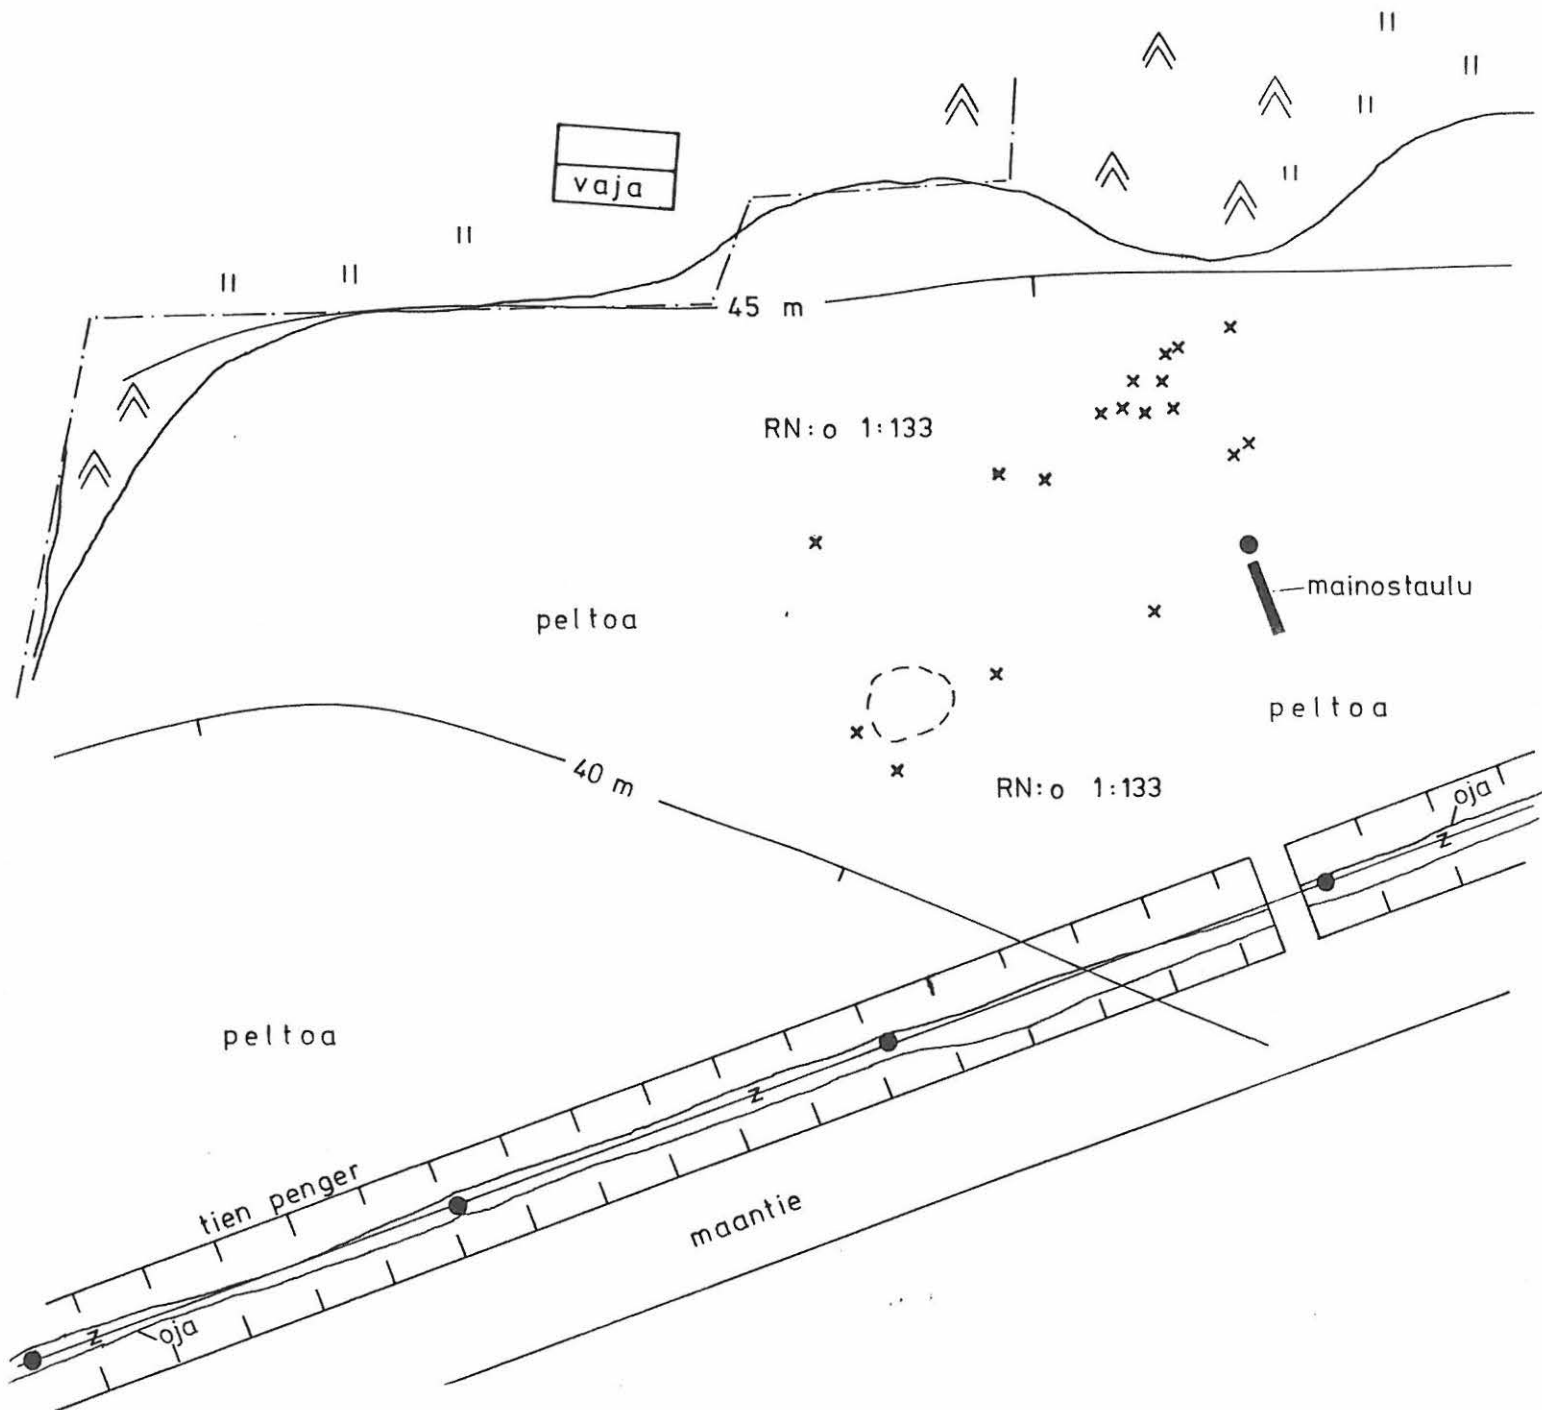 vaja
45 m
RN:o 1:133
mainostaulu
peltoa
peltoa
40 m
RN:o 1:133
oja
z
peltoa
z
tien penger
maantie
z
oja